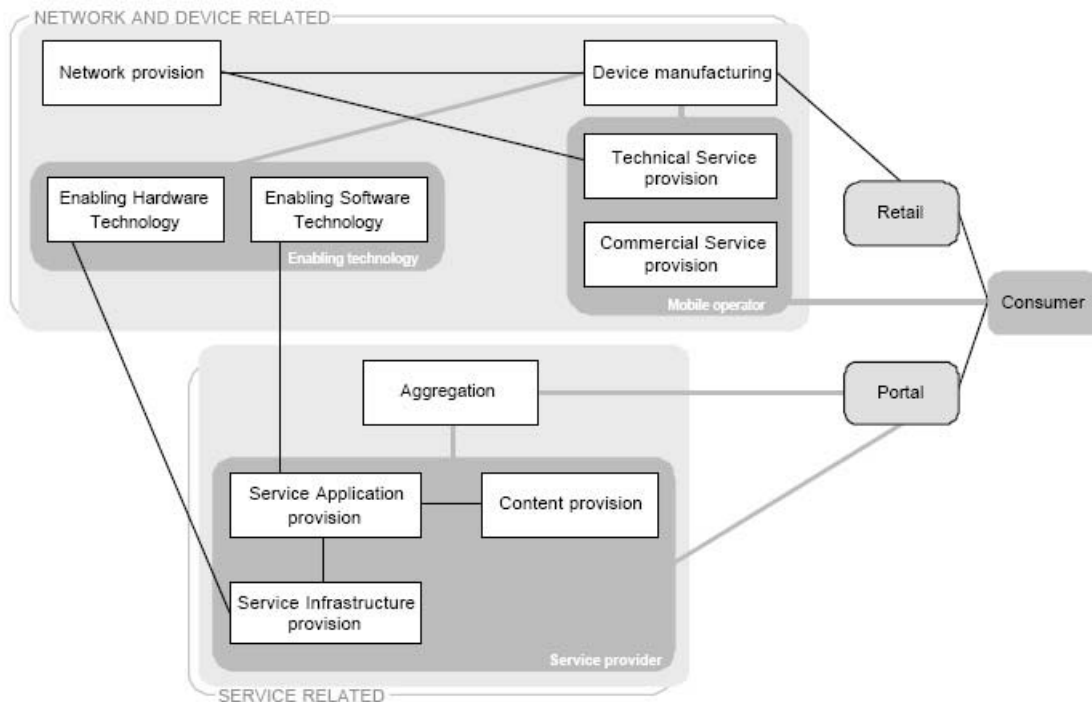 NETWORK AND DEVICE RELATED
Network provision
Device manufacturing
Technical Service
provision
Enabling Hardware
Technology
Enabling Software
Technology
Enabling technology
Commercial Service
provision
Mobile operator
Retail
Consumer
Aggregation
Portal
Service Application
provision
Content provision
Service Infrastructure
provision
Service provider
SERVICE RELATED